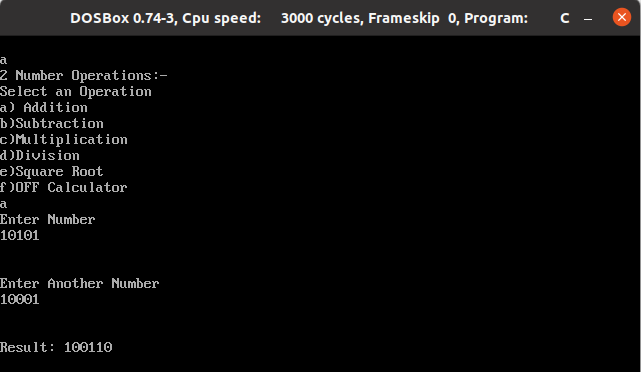 DOSBox 0.74-3, Cpu speed: 3000 cycles, Frameskip 0, Program: C
a
2 Number Operations:-
Select an Operation
a) Addition
b)Subtraction
c)Multiplication
d)Division
e)Square Root
f)OFF Calculator
a
Enter Number
10101
Enter Another Number
10001
Result: 100110